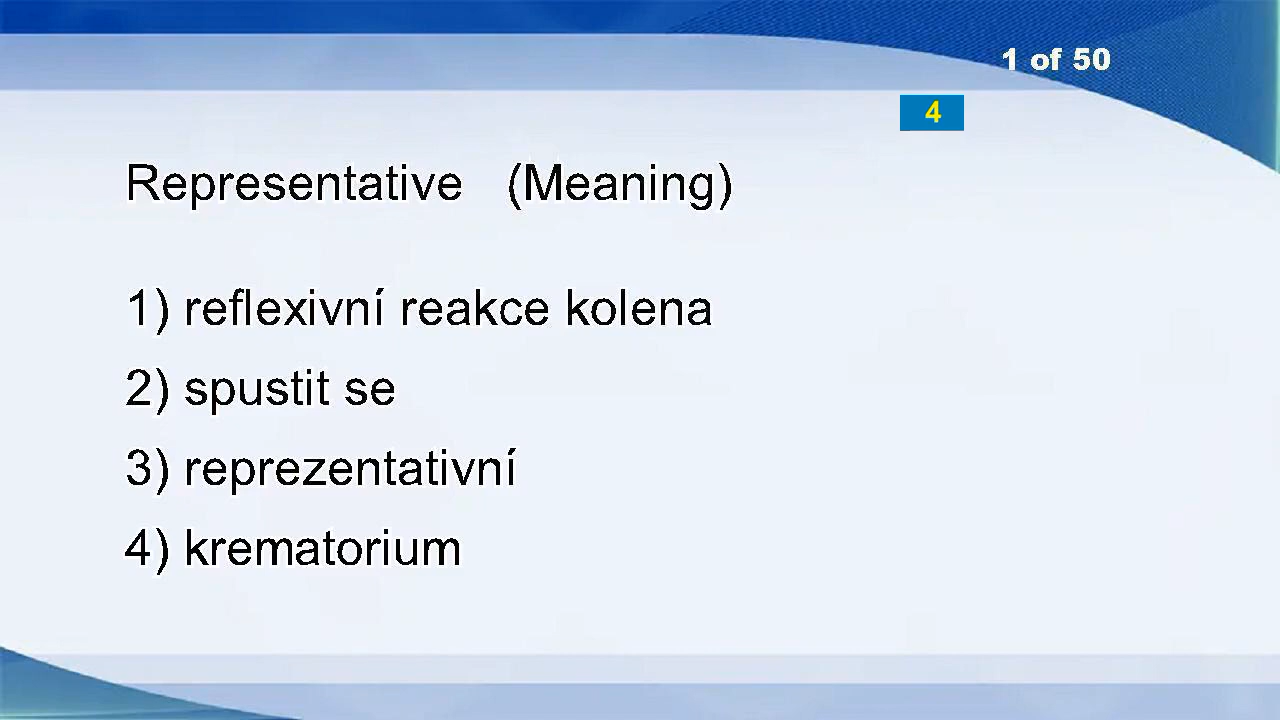 1 of 50
4
Representative (Meaning)
1) reflexivní reakce kolena
2) spustit se
3) reprezentativní
4) krematorium